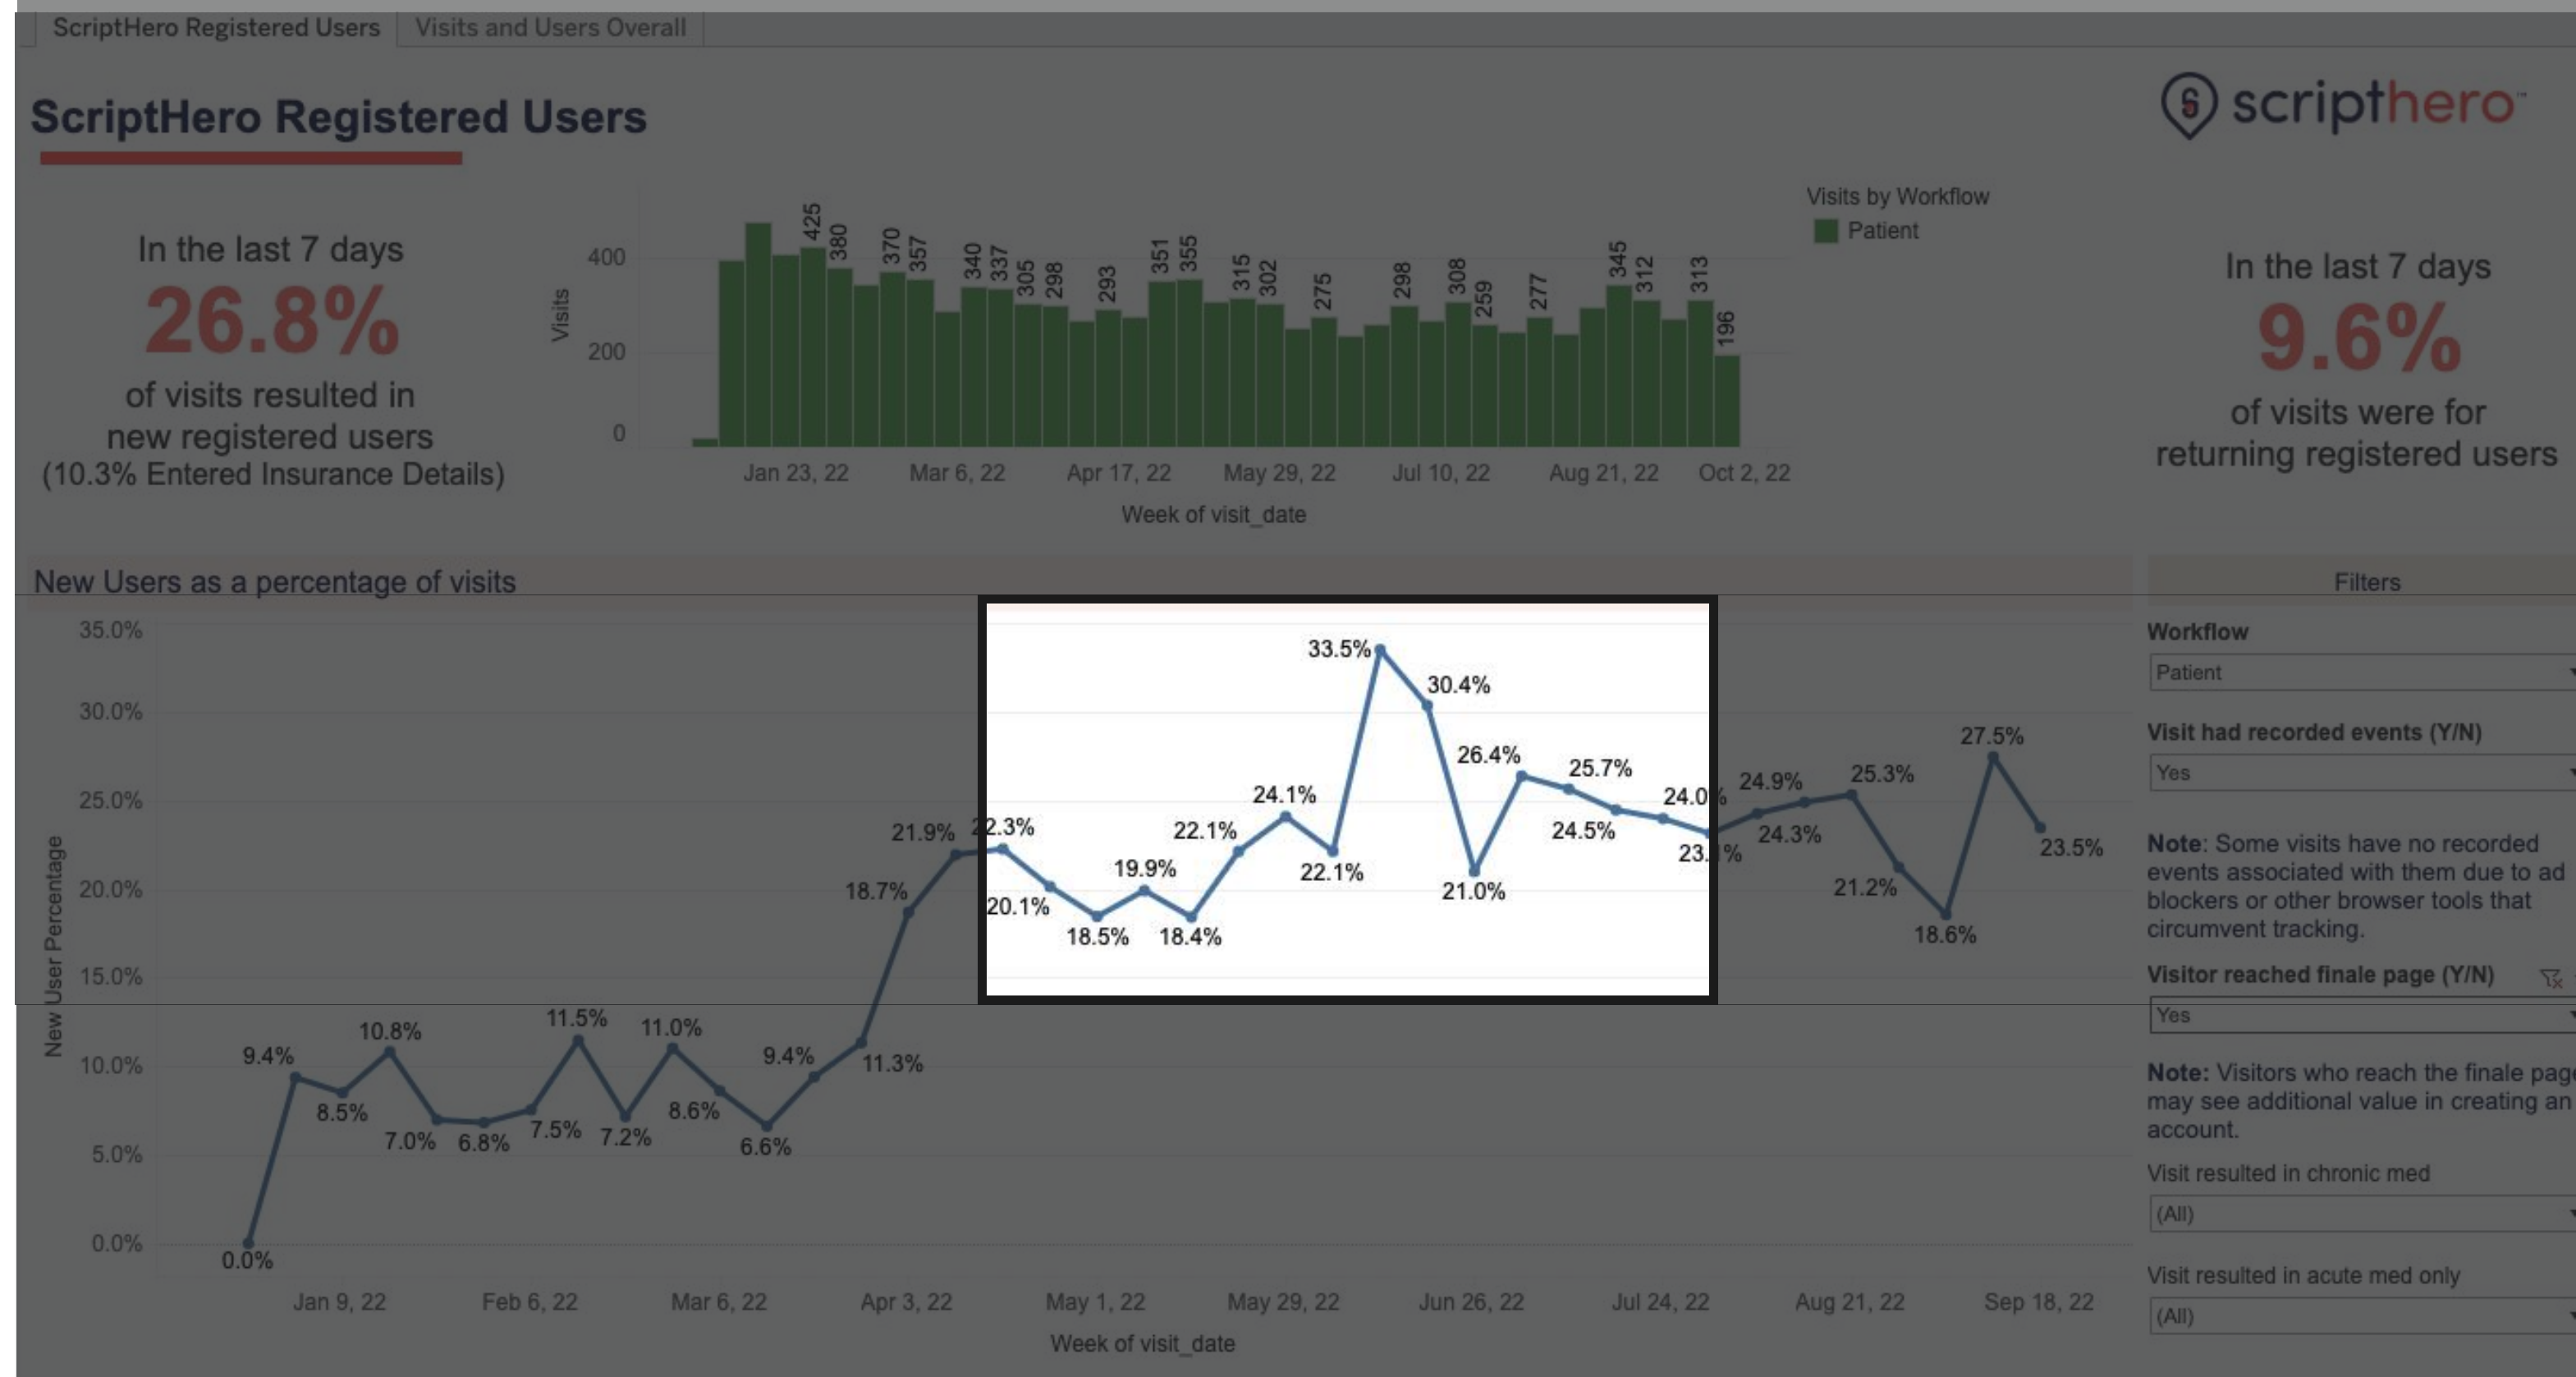 ScriptHero Registered Users
Visits and Users Overall
ScriptHero Registered Users
scripthero™
In the last 7 days
26.8%
of visits resulted in
new registered users
(10.3% Entered Insurance Details)
Visits
400
200
0
425
380
370
357
340
337
305
298
293
351
355
315
302
275
298
308
259
277
345
312
313
196
Jan 23, 22
Mar 6, 22
Apr 17, 22
May 29, 22
Jul 10, 22
Aug 21, 22
Oct 2, 22
Week of visit_date
Visits by Workflow
Patient
In the last 7 days
9.6%
of visits were for
returning registered users
New Users as a percentage of visits
New User Percentage
35.0%
30.0%
25.0%
20.0%
15.0%
10.0%
5.0%
0.0%
0.0%
9.4%
8.5%
10.8%
7.0%
6.8%
7.5%
11.5%
7.2%
11.0%
8.6%
6.6%
9.4%
11.3%
18.7%
21.9%
22.3%
20.1%
18.5%
19.9%
18.4%
22.1%
24.1%
22.1%
33.5%
30.4%
21.0%
26.4%
25.7%
24.5%
24.0%
23.1%
24.3%
24.9%
25.3%
21.2%
18.6%
27.5%
23.5%
Jan 9, 22
Feb 6, 22
Mar 6, 22
Apr 3, 22
May 1, 22
May 29, 22
Jun 26, 22
Jul 24, 22
Aug 21, 22
Sep 18, 22
Week of visit_date
Filters
Workflow
Patient
Visit had recorded events (Y/N)
Yes
Note: Some visits have no recorded
events associated with them due to ad
blockers or other browser tools that
circumvent tracking.
Visitor reached finale page (Y/N)
Yes
Note: Visitors who reach the finale page
may see additional value in creating an
account.
Visit resulted in chronic med
(All)
Visit resulted in acute med only
(All)